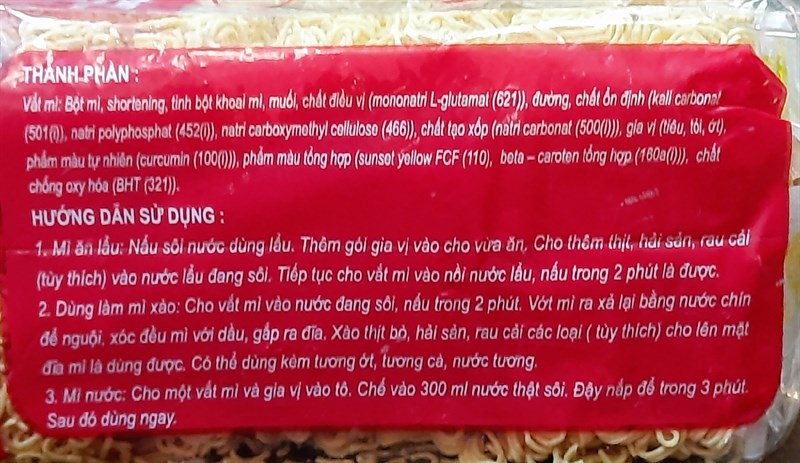 THÀNH PHẦN :
Vắt mì: Bột mì, shortening, tinh bột khoai mì, muối, chất điều vị (mononatri L-glutamat (621)), đường, chất ổn định (kali carbonat
(501(i)), natri polyphosphat (452(i)), natri carboxymethyl cellulose (466)), chất tạo xốp (natri carbonat (500(i))), gia vị (tiêu, tỏi, ớt),
phẩm màu tự nhiên (curcumin (100(i))), phẩm màu tổng hợp (sunset yellow FCF (110), beta – caroten tổng hợp (160a(i))), chất
chống oxy hóa (BHT (321)).
HƯỚNG DẪN SỬ DỤNG :
1. Mì ăn lẩu: Nấu sôi nước dùng lẩu. Thêm gói gia vị vào cho vừa ăn, Cho thêm thịt, hải sản, rau cải
(tùy thích) vào nước lẩu đang sôi. Tiếp tục cho vắt mì vào nồi nước lẩu, nấu trong 2 phút là được.
2. Dùng làm mì xào: Cho vắt mì vào nước đang sôi, nấu trong 2 phút. Vớt mì ra xả lại bằng nước chín
để nguội, xóc đều mì với dầu, gắp ra đĩa. Xào thịt bò, hải sản, rau cải các loại ( tùy thích) cho lên mặt
đĩa mì là dùng được. Có thể dùng kèm tương ớt, tương cà, nước tương.
3. Mì nước: Cho một vắt mì và gia vị vào tô. Chế vào 300 ml nước thật sôi. Đậy nắp để trong 3 phút.
Sau đó dùng ngay.